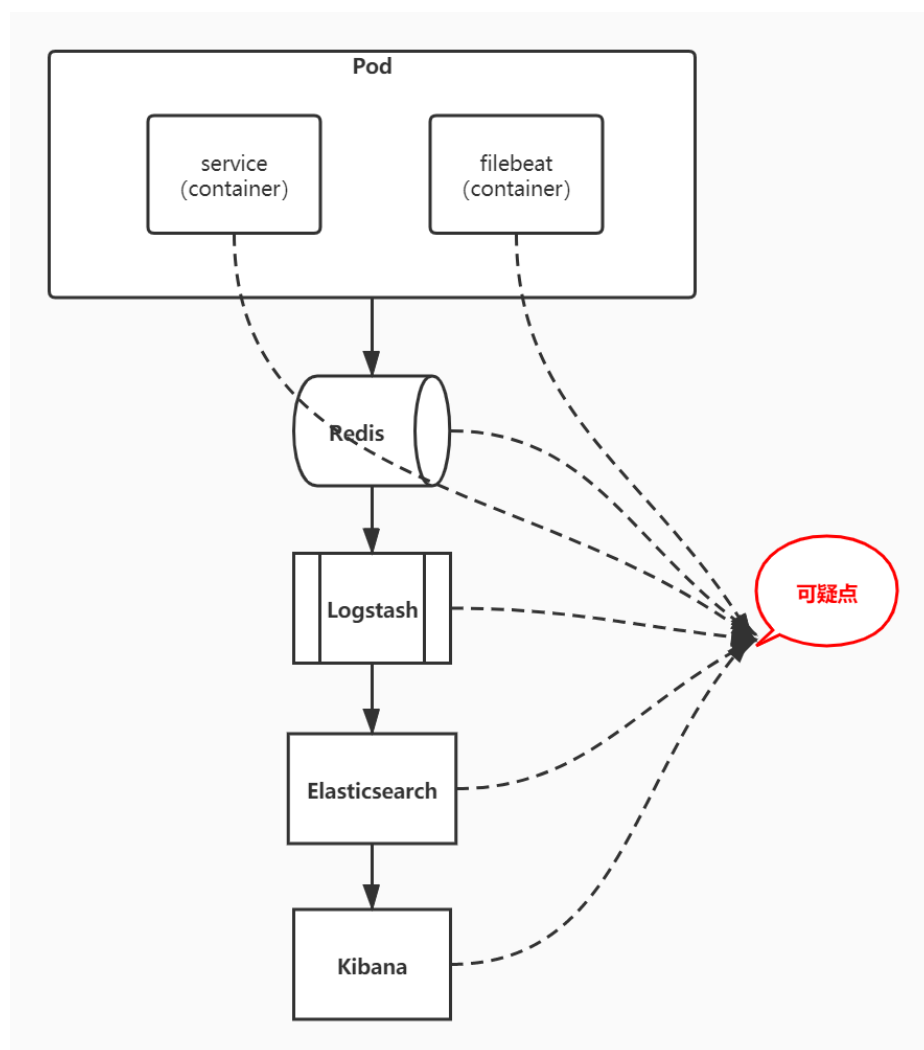 Pod
service
(container)
filebeat
(container)
Redis
Logstash
可疑点
Elasticsearch
Kibana